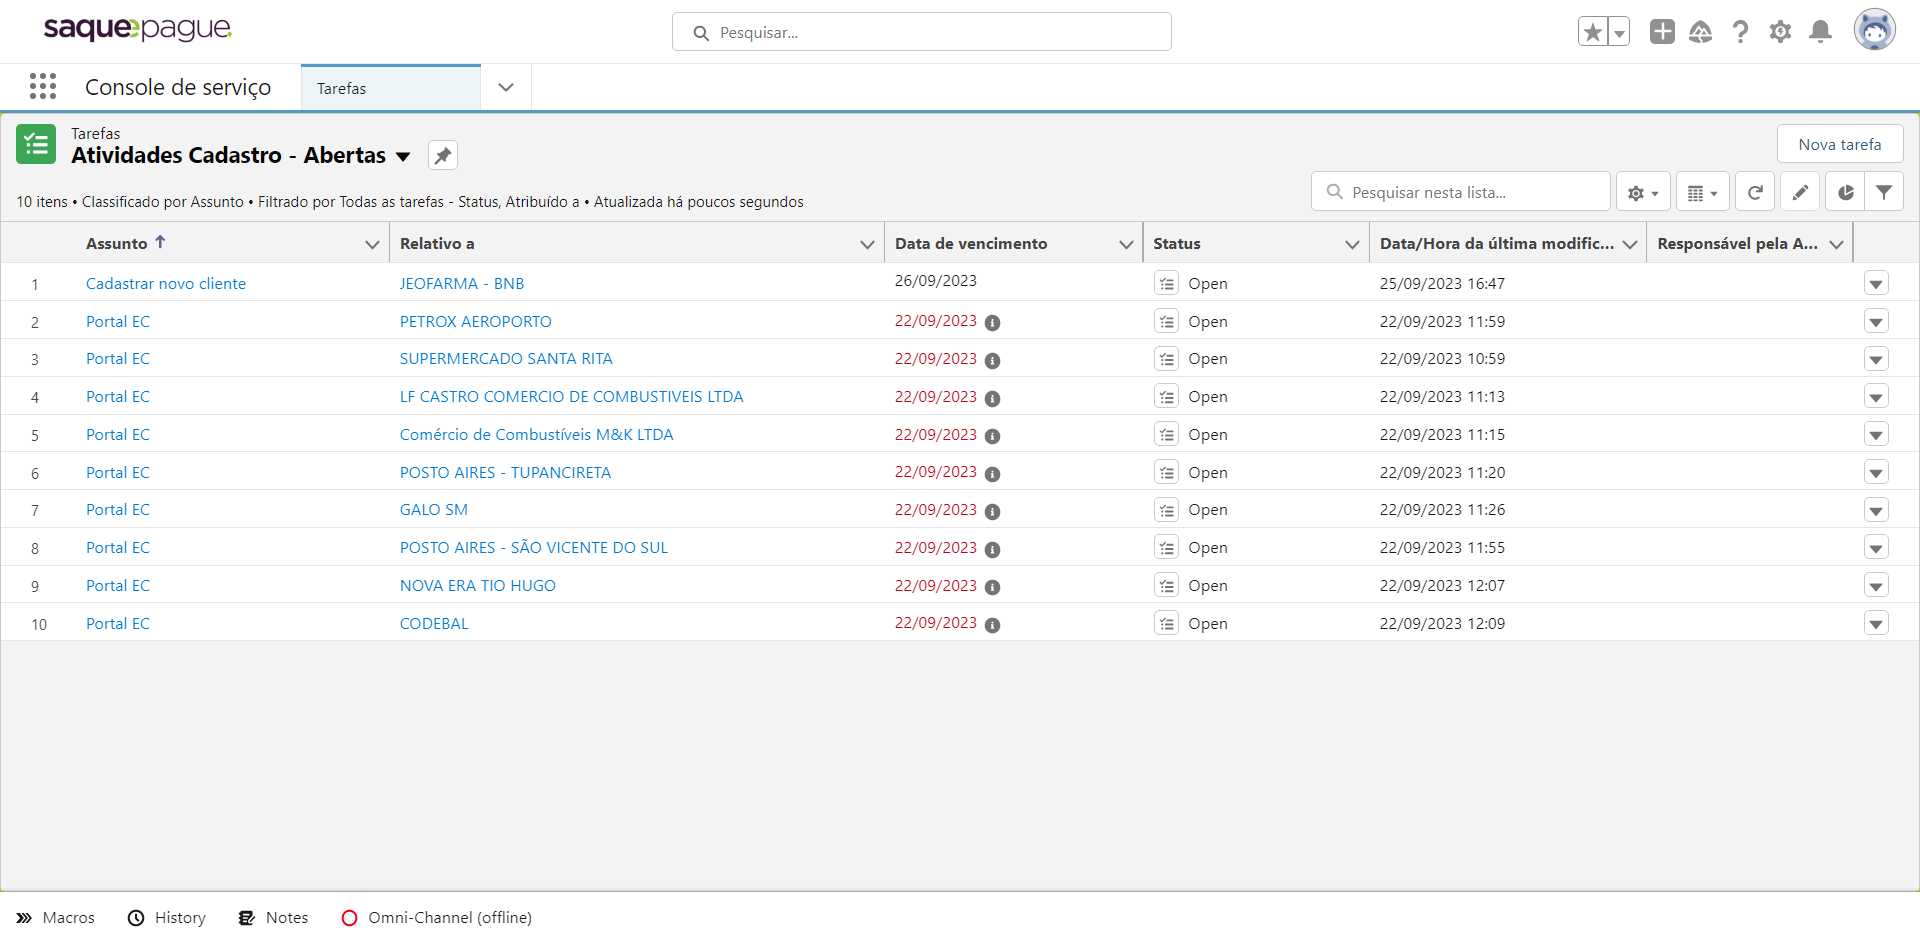 saqueepague
Pesquisar...
Console de serviço
Tarefas
Tarefas
Atividades Cadastro - Abertas
Nova tarefa
10 itens • Classificado por Assunto • Filtrado por Todas as tarefas - Status, Atribuído a • Atualizada há poucos segundos
Pesquisar nesta lista...
Assunto Relativo a Data de vencimento Status Data/Hora da última modific... Responsável pela A...
1 Cadastrar novo cliente JEOFARMA - BNB 26/09/2023 Open 25/09/2023 16:47
2 Portal EC PETROX AEROPORTO 22/09/2023 Open 22/09/2023 11:59
3 Portal EC SUPERMERCADO SANTA RITA 22/09/2023 Open 22/09/2023 10:59
4 Portal EC LF CASTRO COMERCIO DE COMBUSTIVEIS LTDA 22/09/2023 Open 22/09/2023 11:13
5 Portal EC Comércio de Combustíveis M&K LTDA 22/09/2023 Open 22/09/2023 11:15
6 Portal EC POSTO AIRES - TUPANCIRETA 22/09/2023 Open 22/09/2023 11:20
7 Portal EC GALO SM 22/09/2023 Open 22/09/2023 11:26
8 Portal EC POSTO AIRES - SÃO VICENTE DO SUL 22/09/2023 Open 22/09/2023 11:55
9 Portal EC NOVA ERA TIO HUGO 22/09/2023 Open 22/09/2023 12:07
10 Portal EC CODEBAL 22/09/2023 Open 22/09/2023 12:09
Macros History Notes Omni-Channel (offline)